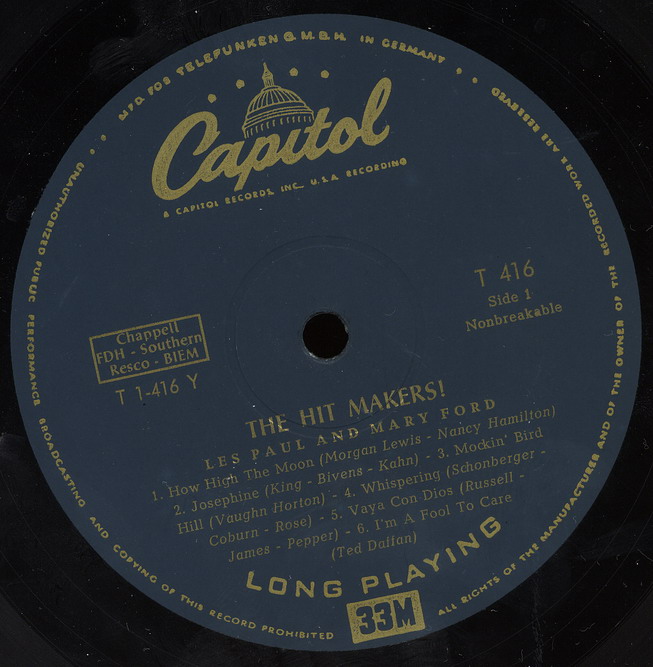 MFD. FOR TELEFUNKEN G.M.B.H. IN GERMANY
Capitol
A CAPITOL RECORDS, INC. U.S.A. RECORDING
T 416
Side 1
Nonbreakable
Chappell
FDH - Southern
Resco - BIEM
T 1-416 Y
THE HIT MAKERS!
LES PAUL AND MARY FORD
1. How High The Moon (Morgan Lewis - Nancy Hamilton)
2. Josephine (King - Bivens - Kahn) - 3. Mockin' Bird
Hill (Vaughn Horton) - 4. Whispering (Schonberger -
Coburn - Rose) - 5. Vaya Con Dios (Russell -
James - Pepper) - 6. I'm A Fool To Care
(Ted Daffan)
LONG PLAYING
33M
ALL RIGHTS OF THE MANUFACTURER AND OF THE OWNER OF THE RECORDED WORK ARE RESERVED
UNAUTHORIZED PUBLIC PERFORMANCE BROADCASTING AND COPYING OF THIS RECORD PROHIBITED